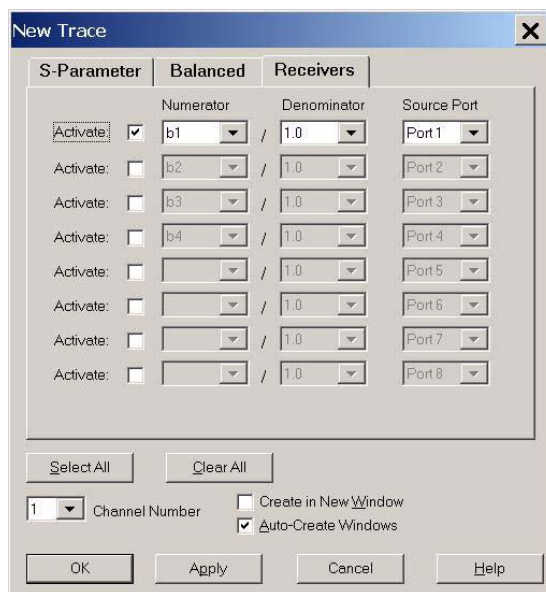 New Trace
S-Parameter Balanced Receivers
Numerator Denominator Source Port
Activate: b1 / 1.0 Port 1
Activate: b2 / 1.0 Port 2
Activate: b3 / 1.0 Port 3
Activate: b4 / 1.0 Port 4
Activate: / 1.0 Port 5
Activate: / 1.0 Port 6
Activate: / 1.0 Port 7
Activate: / 1.0 Port 8
Select All Clear All
1 Channel Number
Create in New Window
Auto-Create Windows
OK Apply Cancel Help